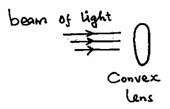 beam of light
Convex
lens